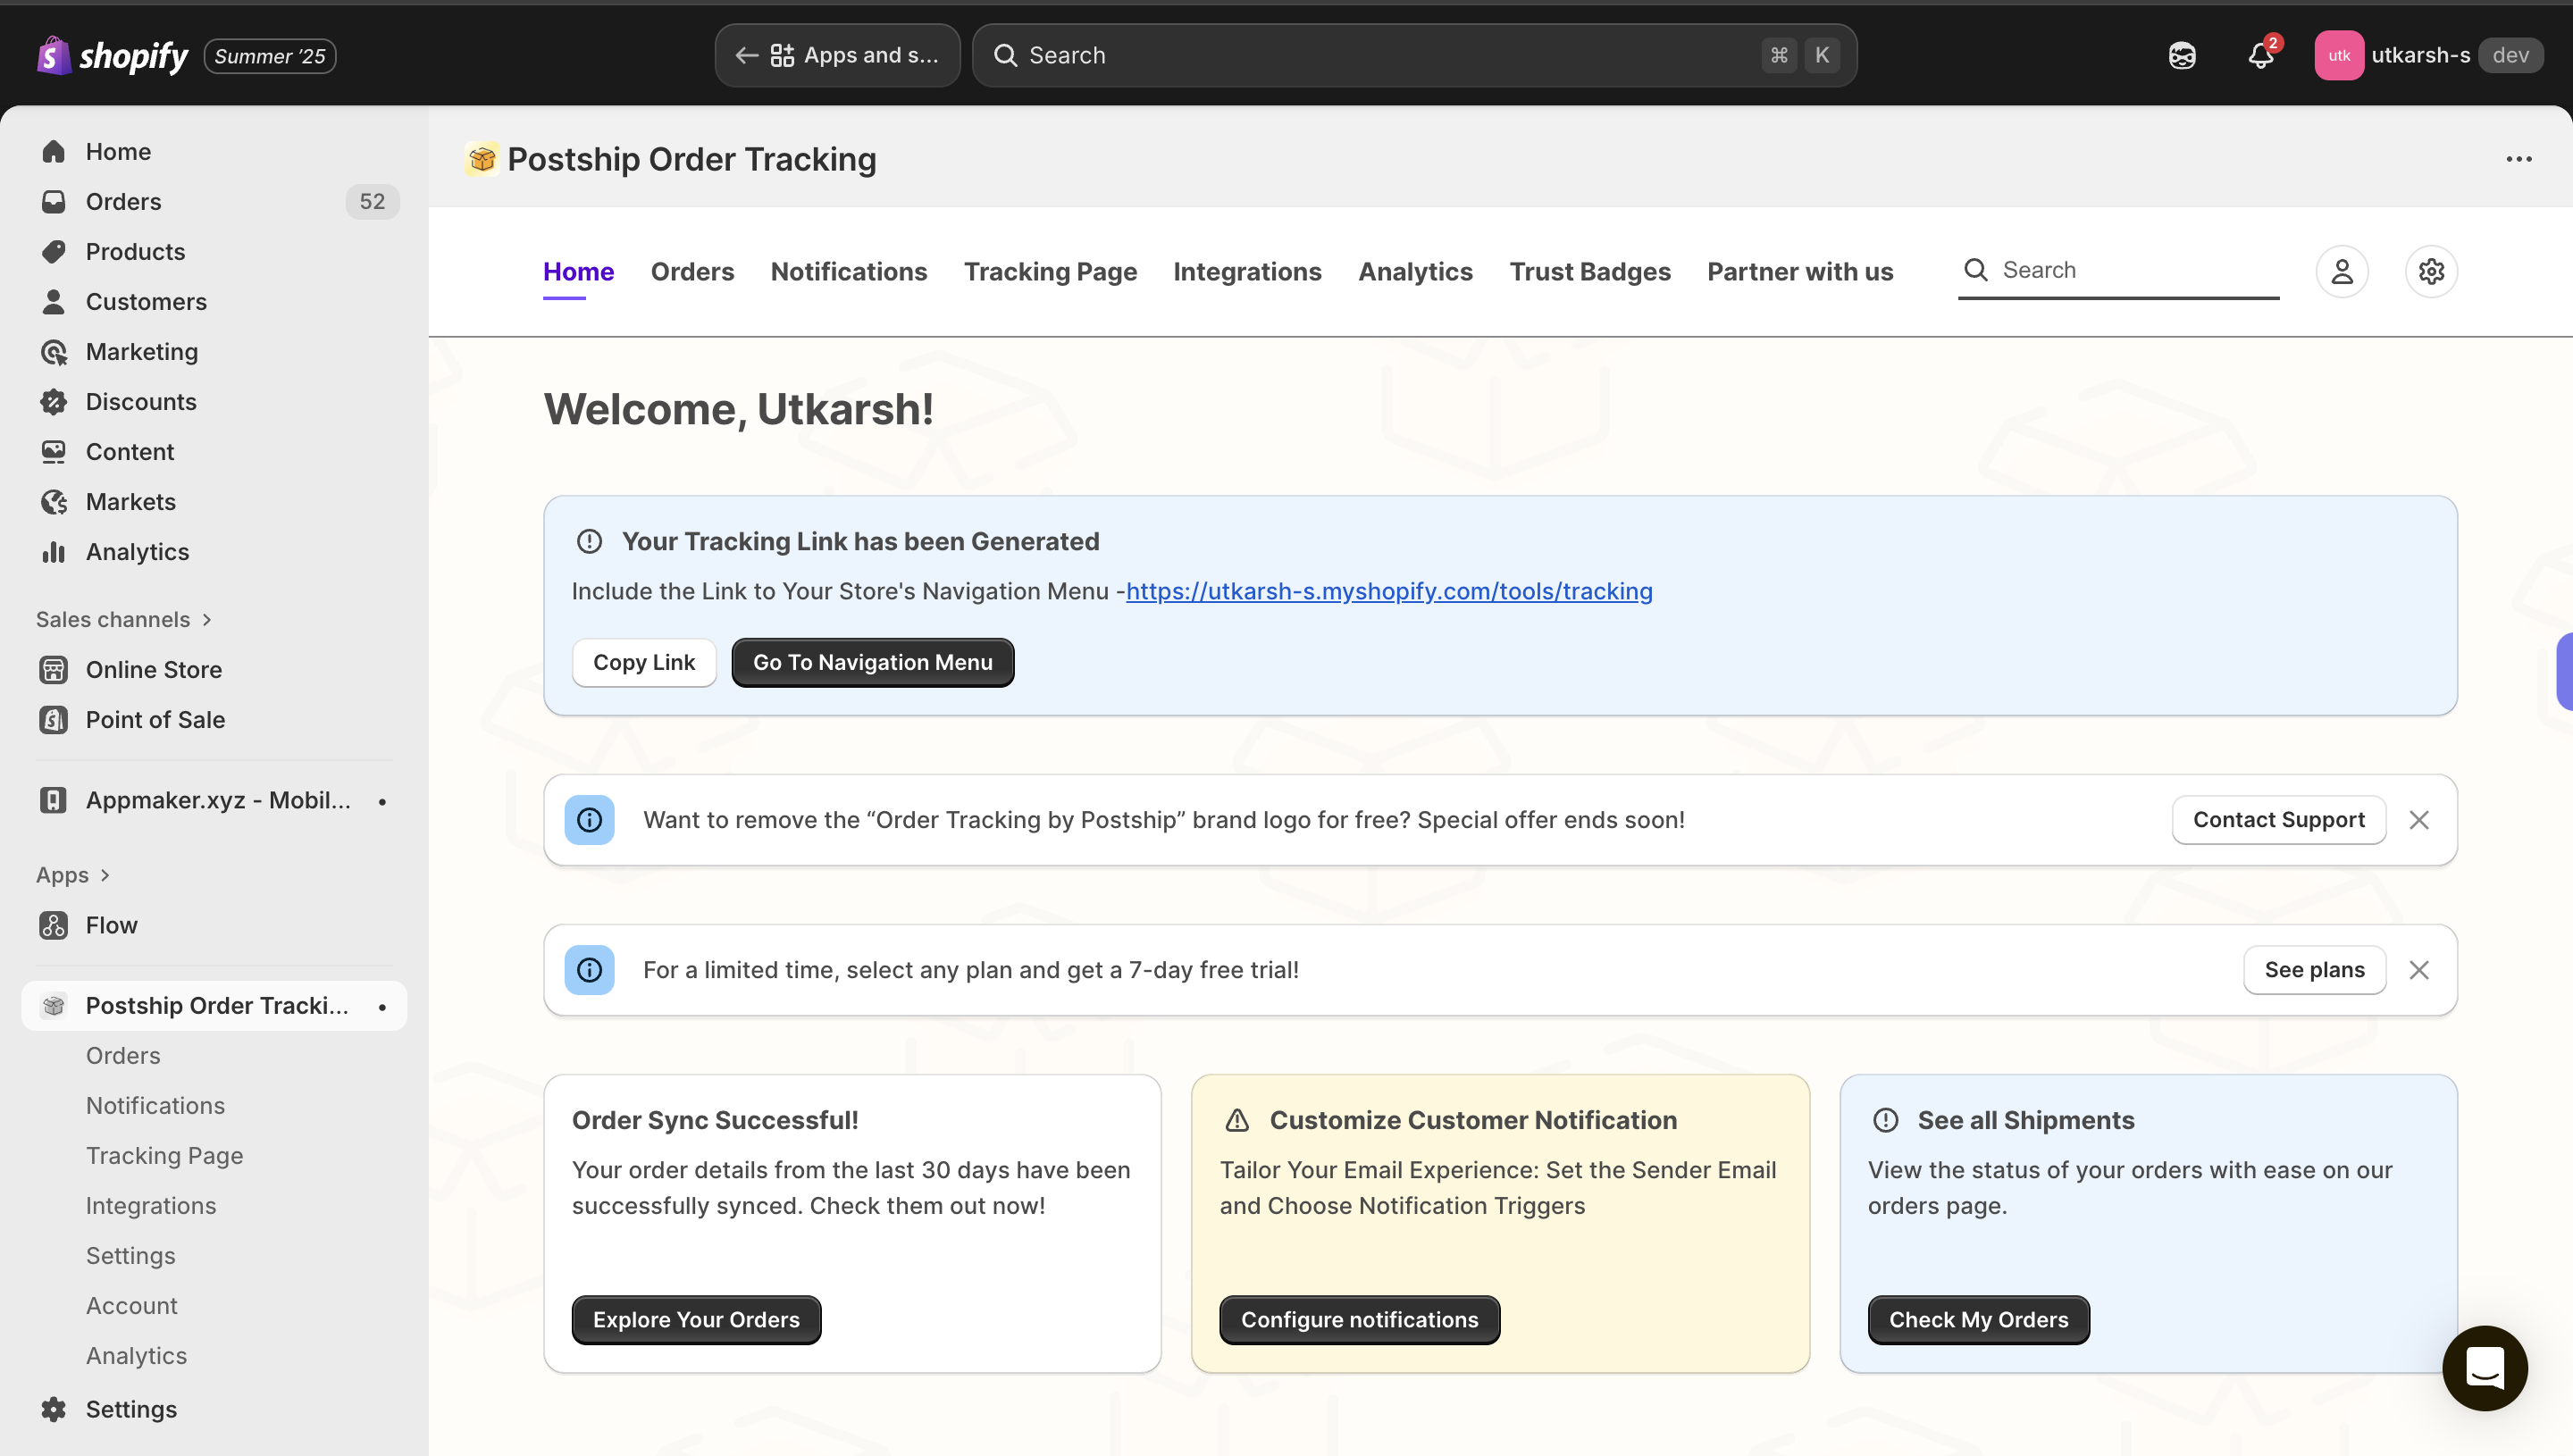 shopify Summer '25
Apps and s...
Search ⌘ K
2
utk utkarsh-s dev
Home
Orders 52
Products
Customers
Marketing
Discounts
Content
Markets
Analytics
Sales channels
Online Store
Point of Sale
Appmaker.xyz - Mobil... •
Apps
Flow
Postship Order Tracki... •
Orders
Notifications
Tracking Page
Integrations
Settings
Account
Analytics
Settings
Postship Order Tracking
Home Orders Notifications Tracking Page Integrations Analytics Trust Badges Partner with us Search
Welcome, Utkarsh!
Your Tracking Link has been Generated
Include the Link to Your Store's Navigation Menu -https://utkarsh-s.myshopify.com/tools/tracking
Copy Link Go To Navigation Menu
Want to remove the “Order Tracking by Postship” brand logo for free? Special offer ends soon! Contact Support
For a limited time, select any plan and get a 7-day free trial! See plans
Order Sync Successful!
Your order details from the last 30 days have been
successfully synced. Check them out now!
Explore Your Orders
Customize Customer Notification
Tailor Your Email Experience: Set the Sender Email
and Choose Notification Triggers
Configure notifications
See all Shipments
View the status of your orders with ease on our
orders page.
Check My Orders